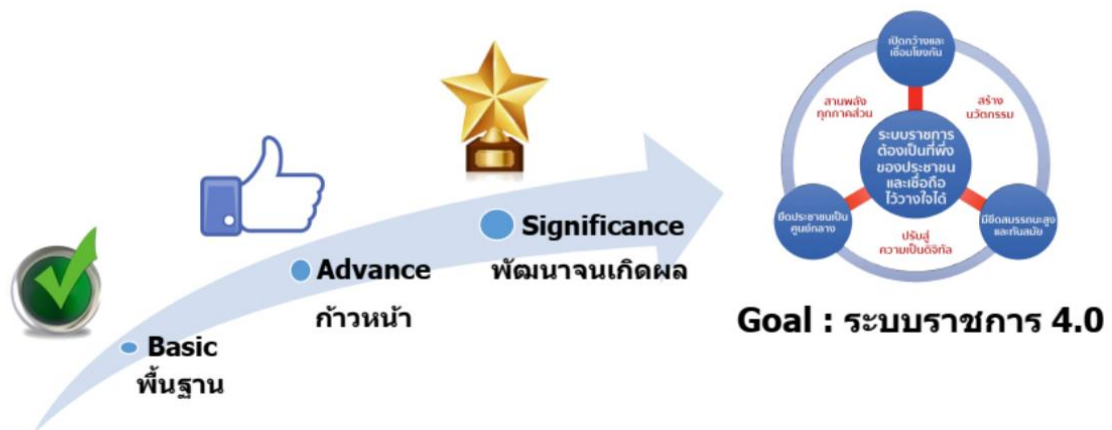 Basic
พื้นฐาน
Advance
ก้าวหน้า
Significance
พัฒนาจนเกิดผล
เปิดกว้างและ
เชื่อมโยงกัน
สานพลัง
ทุกภาคส่วน
สร้าง
นวัตกรรม
ระบบราชการ
ต้องเป็นที่พึ่ง
ของประชาชน
และเชื่อถือ
ไว้วางใจได้
ยึดประชาชนเป็น
ศูนย์กลาง
ปรับสู่
ความเป็นดิจิทัล
มีขีดสมรรถนะสูง
และทันสมัย
Goal : ระบบราชการ 4.0